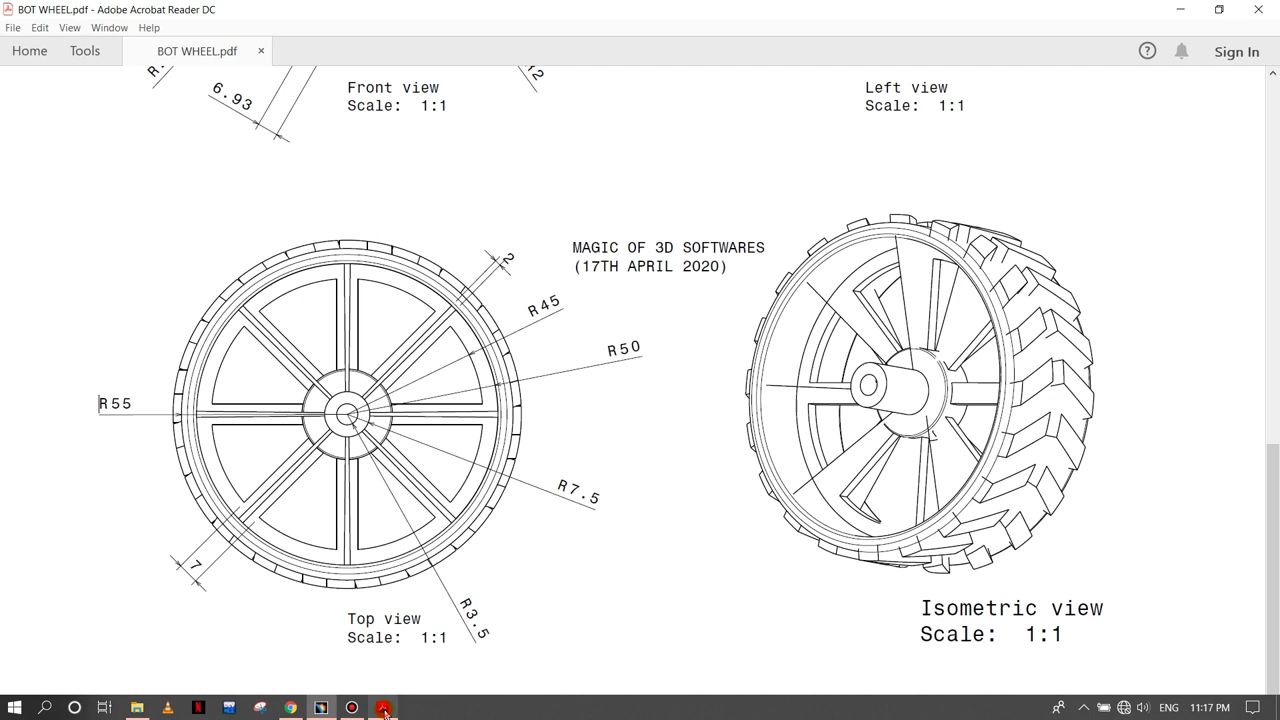 BOT WHEEL.pdf - Adobe Acrobat Reader DC
File Edit View Window Help
Home Tools BOT WHEEL.pdf × Sign In
6.93
Front view
Scale: 1:1
Left view
Scale: 1:1
MAGIC OF 3D SOFTWARES
(17TH APRIL 2020)
2
R45
R50
R55
R7.5
7
R3.5
Top view
Scale: 1:1
Isometric view
Scale: 1:1
ENG 11:17 PM